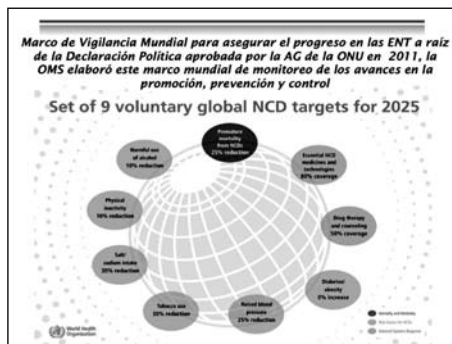 Marco de Vigilancia Mundial para asegurar el progreso en las ENT a raíz
de la Declaración Política aprobada por la AG de la ONU en 2011, la
OMS elaboró este marco mundial de monitoreo de los avances en la
promoción, prevención y control
Set of 9 voluntary global NCD targets for 2025
Premature
mortality
from NCDs
25% reduction
Essential NCD
medicines and
technologies
80% coverage
Drug therapy
and counseling
50% coverage
Diabetes/
obesity
0% increase
Raised blood
pressure
25% reduction
Tobacco use
30% reduction
Salt/
sodium intake
30% reduction
Physical
inactivity
10% reduction
Harmful use
of alcohol
10% reduction
World Health
Organization